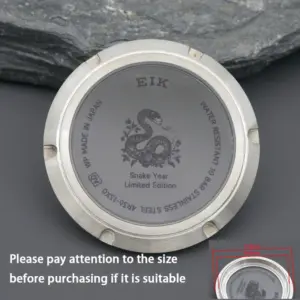 EIK
Snake Year
Limited Edition
WP MADE IN JAPAN
WATER RESISTANT 10 BAR STAINLESS STEEL
Please pay attention to the size
before purchasing if it is suitable